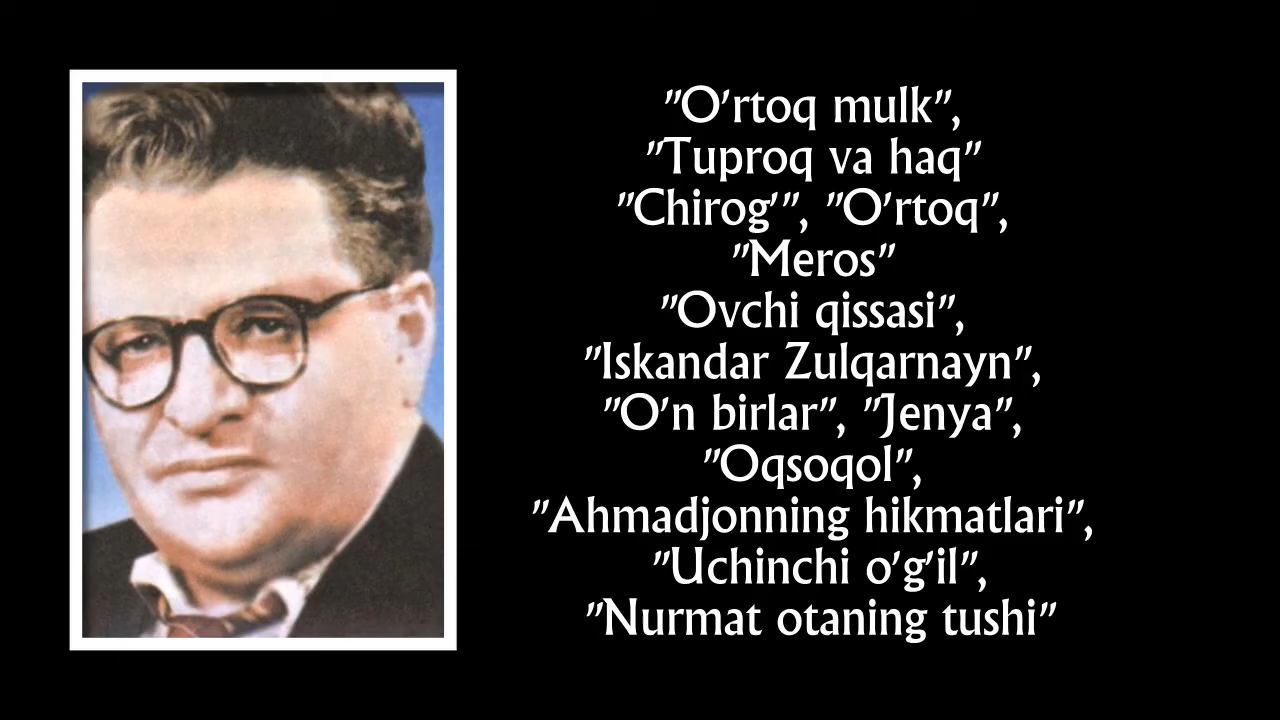 "O'rtoq mulk",
"Tuproq va haq"
"Chirog'", "O'rtoq",
"Meros"
"Ovchi qissasi",
"Iskandar Zulqarnayn",
"O'n birlar", "Jenya",
"Oqsoqol",
"Ahmadjonning hikmatlari",
"Uchinchi o'g'il",
"Nurmat otaning tushi"